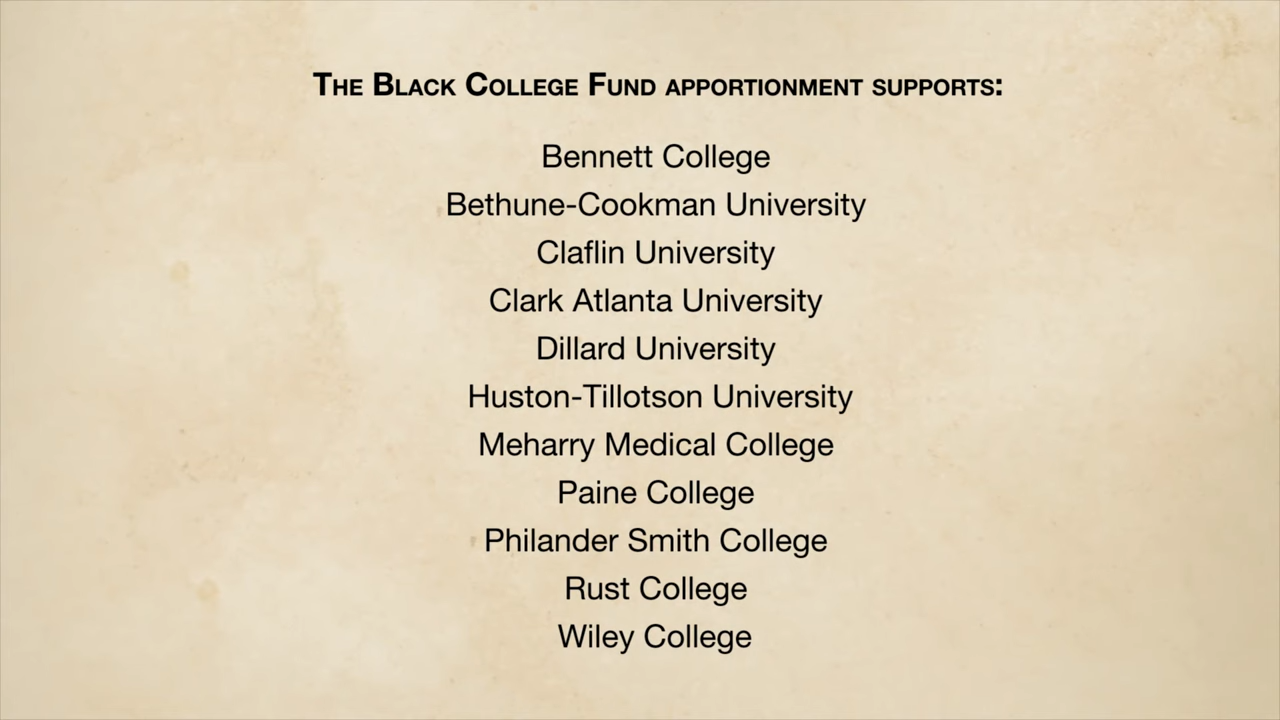 The Black College Fund apportionment supports:
Bennett College
Bethune-Cookman University
Claflin University
Clark Atlanta University
Dillard University
Huston-Tillotson University
Meharry Medical College
Paine College
Philander Smith College
Rust College
Wiley College